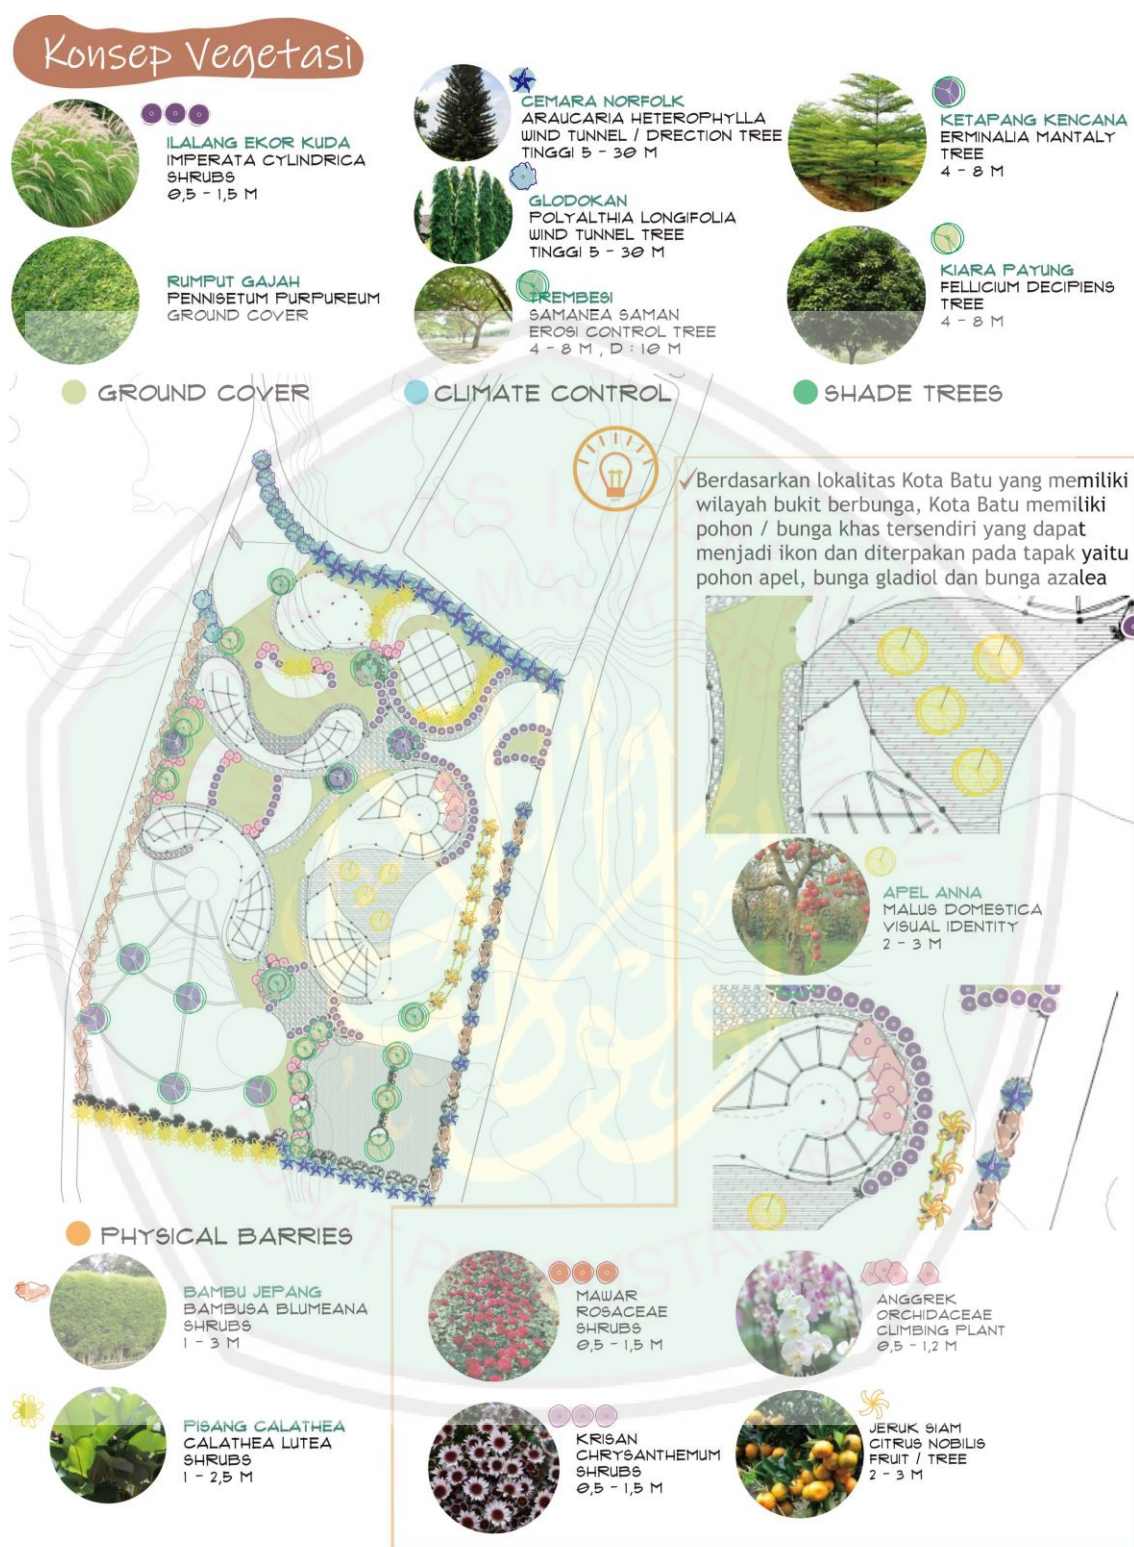 Konsep Vegetasi
ILALANG EKOR KUDA
IMPERATA CYLINDRICA
SHRUBS
0,5 - 1,5 M
RUMPUT GAJAH
PENNISETUM PURPUREUM
GROUND COVER
CEMARA NORFOLK
ARAUCARIA HETEROPHYLLA
WIND TUNNEL / DRECTION TREE
TINGGI 5 - 30 M
GLODOKAN
POLYALTHIA LONGIFOLIA
WIND TUNNEL TREE
TINGGI 5 - 30 M
TREMBESI
SAMANEA SAMAN
EROSI CONTROL TREE
4 - 8 M , D : 10 M
KETAPANG KENCANA
ERMINALIA MANTALY
TREE
4 - 8 M
KIARA PAYUNG
FELLICIUM DECIPIENS
TREE
4 - 8 M
GROUND COVER
CLIMATE CONTROL
SHADE TREES
Berdasarkan lokalitas Kota Batu yang memiliki
wilayah bukit berbunga, Kota Batu memiliki
pohon / bunga khas tersendiri yang dapat
menjadi ikon dan diterpakan pada tapak yaitu
pohon apel, bunga gladiol dan bunga azalea
APEL ANNA
MALUS DOMESTICA
VISUAL IDENTITY
2 - 3 M
PHYSICAL BARRIES
BAMBU JEPANG
BAMBUSA BLUMEANA
SHRUBS
1 - 3 M
PISANG CALATHEA
CALATHEA LUTEA
SHRUBS
1 - 2,5 M
MAWAR
ROSACEAE
SHRUBS
0,5 - 1,5 M
KRISAN
CHRYSANTHEMUM
SHRUBS
0,5 - 1,5 M
ANGGREK
ORCHIDACEAE
CLIMBING PLANT
0,5 - 1,2 M
JERUK SIAM
CITRUS NOBILIS
FRUIT / TREE
2 - 3 M